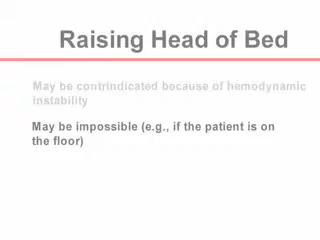 Raising Head of Bed
May be contrindicated because of hemodynamic
instability
May be impossible (e.g., if the patient is on
the floor)